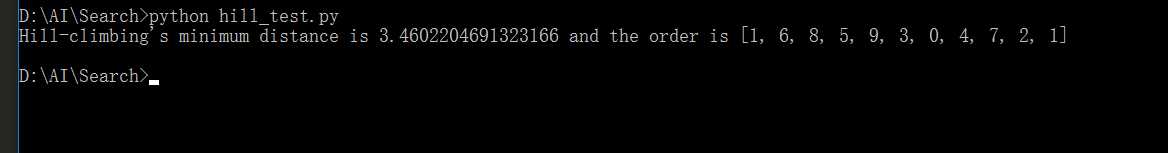 D:\AI\Search>python hill_test.py
Hill-climbing's minimum distance is 3.4602204691323166 and the order is [1, 6, 8, 5, 9, 3, 0, 4, 7, 2, 1]
D:\AI\Search>